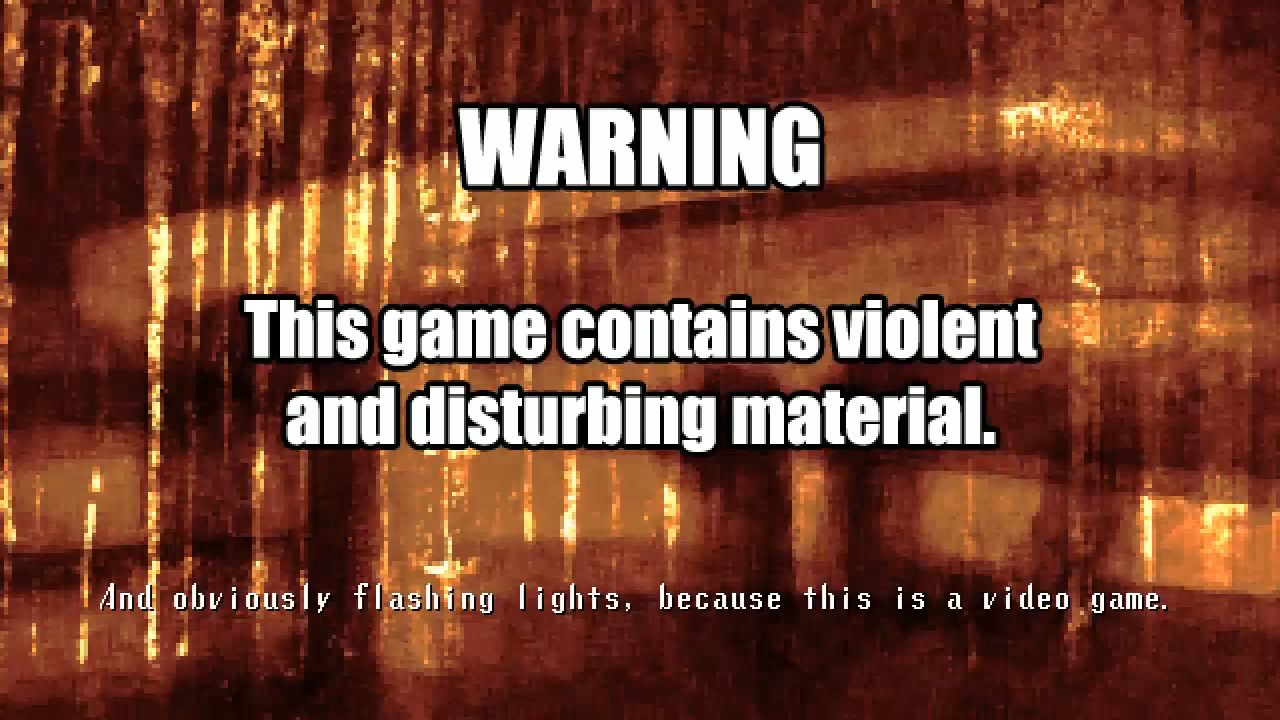 WARNING
This game contains violent
and disturbing material.
And obviously flashing lights, because this is a video game.